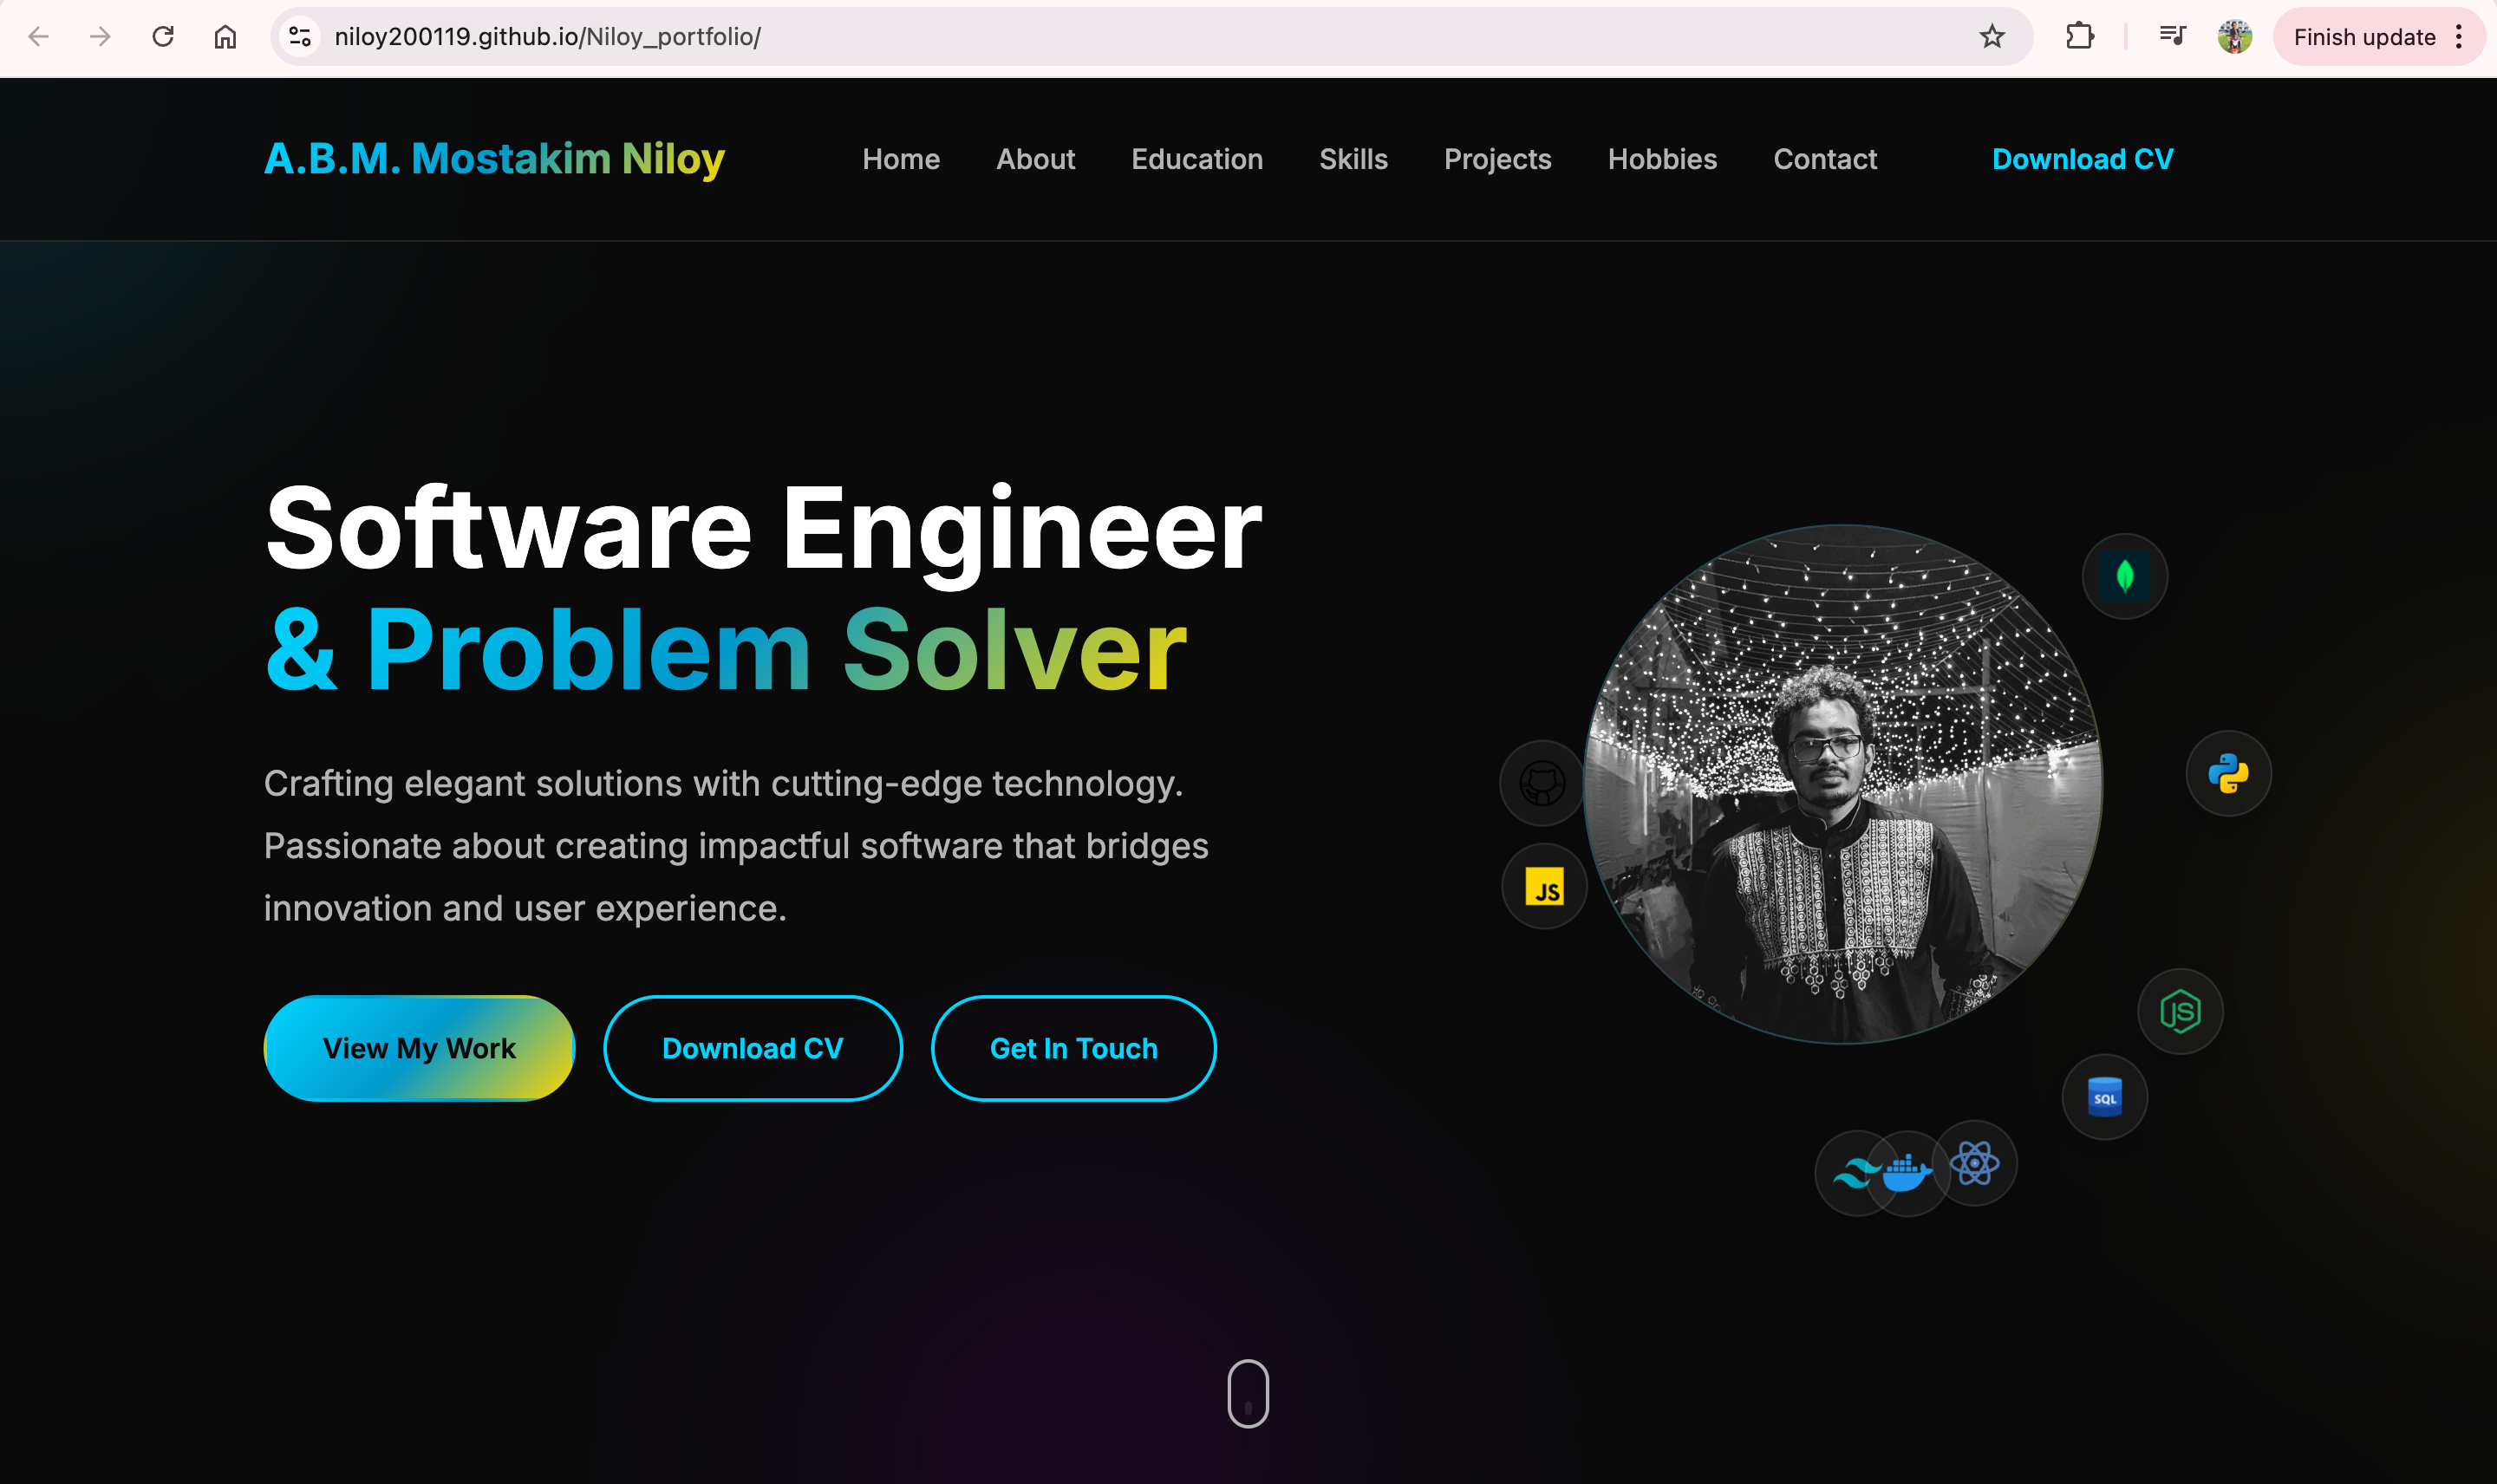 niloy200119.github.io/Niloy_portfolio/
Finish update
A.B.M. Mostakim Niloy
Home
About
Education
Skills
Projects
Hobbies
Contact
Download CV
Software Engineer
& Problem Solver
Crafting elegant solutions with cutting-edge technology.
Passionate about creating impactful software that bridges
innovation and user experience.
View My Work
Download CV
Get In Touch
JS
JS
SQL